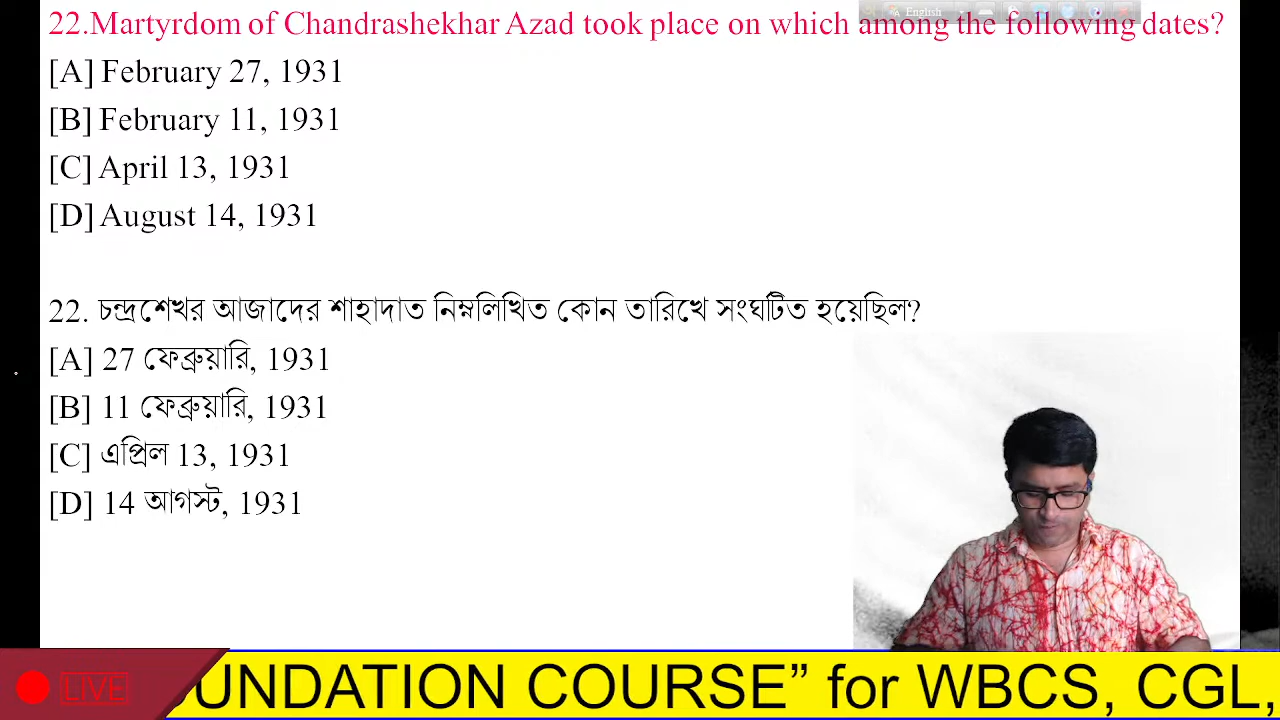 22.Martyrdom of Chandrashekhar Azad took place on which among the following dates?
[A] February 27, 1931
[B] February 11, 1931
[C] April 13, 1931
[D] August 14, 1931
22. চন্দ্রশেখর আজাদের শাহাদাত নিম্নলিখিত কোন তারিখে সংঘটিত হয়েছিল?
[A] 27 ফেব্রুয়ারি, 1931
[B] 11 ফেব্রুয়ারি, 1931
[C] এপ্রিল 13, 1931
[D] 14 আগস্ট, 1931
English
LIVE
UNDATION COURSE” for WBCS, CGL,